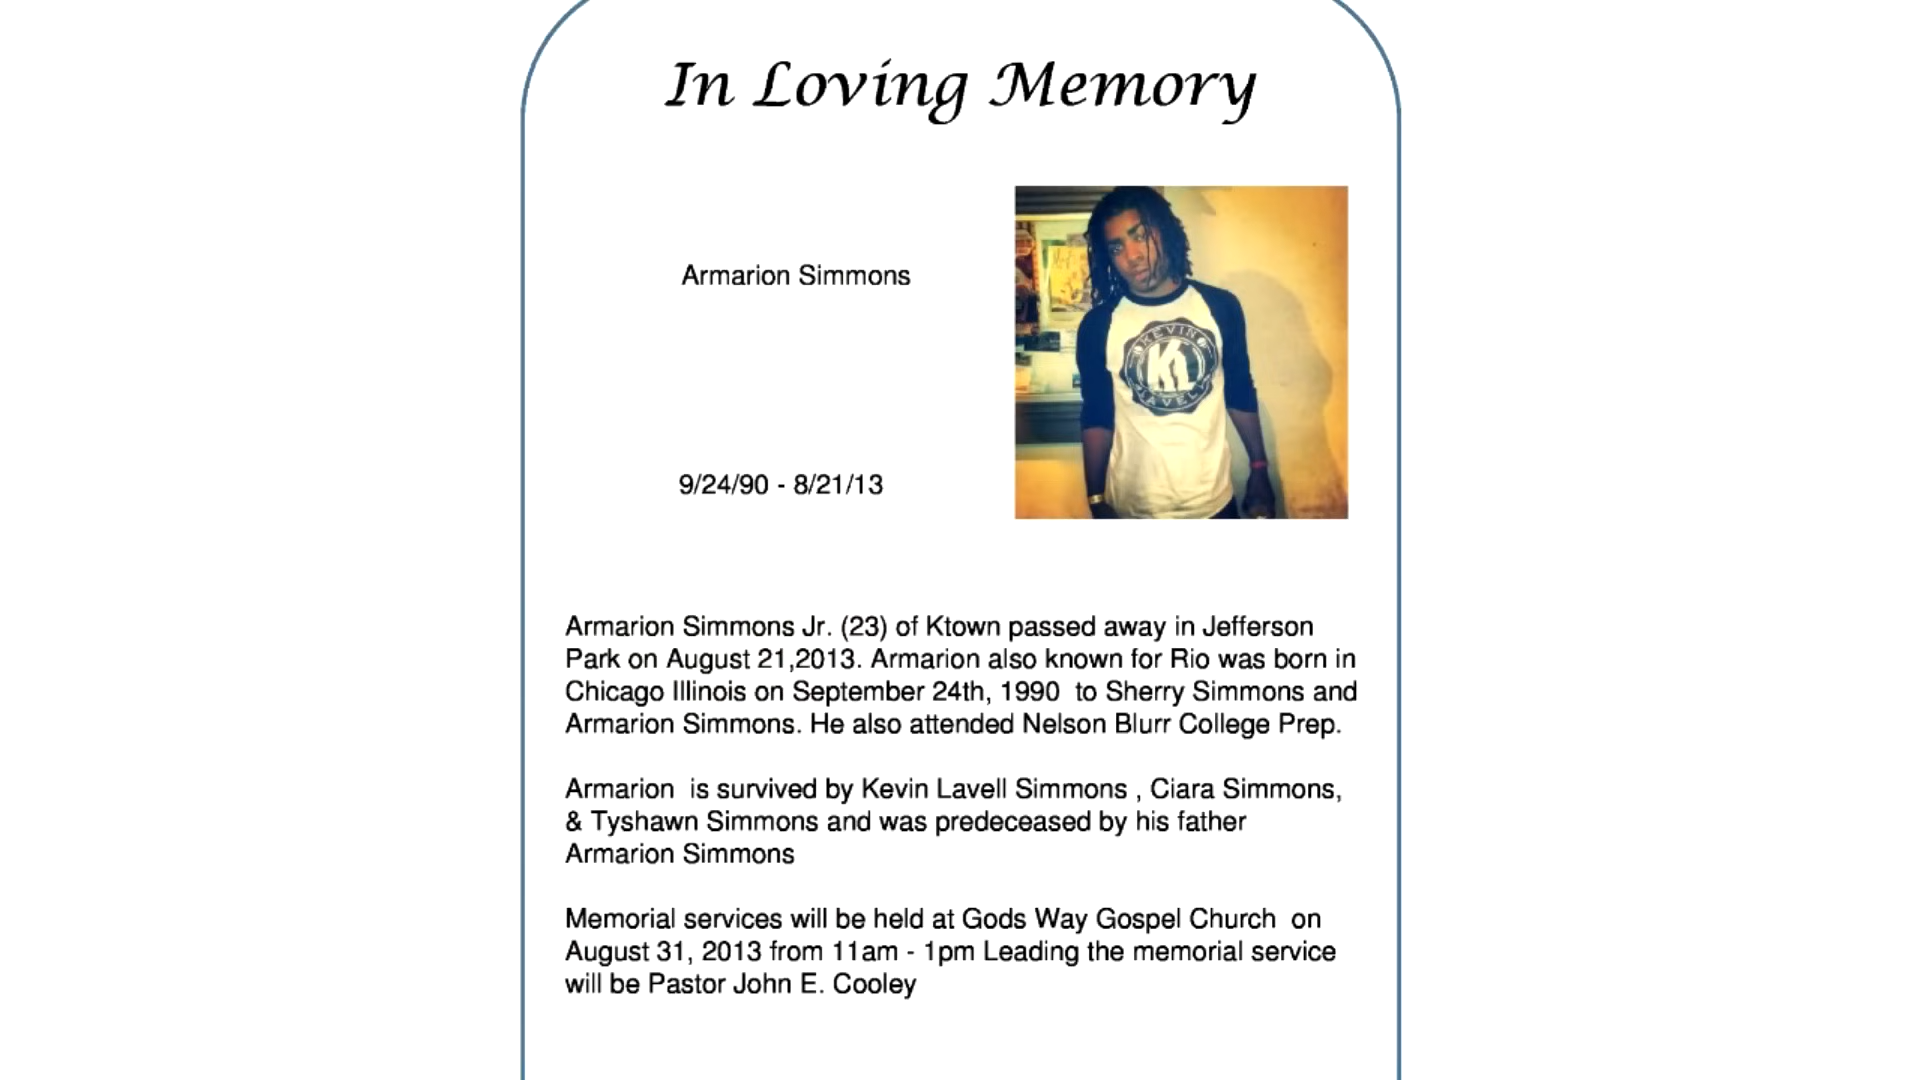 In Loving Memory
Armarion Simmons
KEVIN
KL
LAVELL
9/24/90 - 8/21/13
Armarion Simmons Jr. (23) of Ktown passed away in Jefferson
Park on August 21,2013. Armarion also known for Rio was born in
Chicago Illinois on September 24th, 1990  to Sherry Simmons and
Armarion Simmons. He also attended Nelson Blurr College Prep.
Armarion  is survived by Kevin Lavell Simmons , Ciara Simmons,
& Tyshawn Simmons and was predeceased by his father
Armarion Simmons
Memorial services will be held at Gods Way Gospel Church  on
August 31, 2013 from 11am - 1pm Leading the memorial service
will be Pastor John E. Cooley